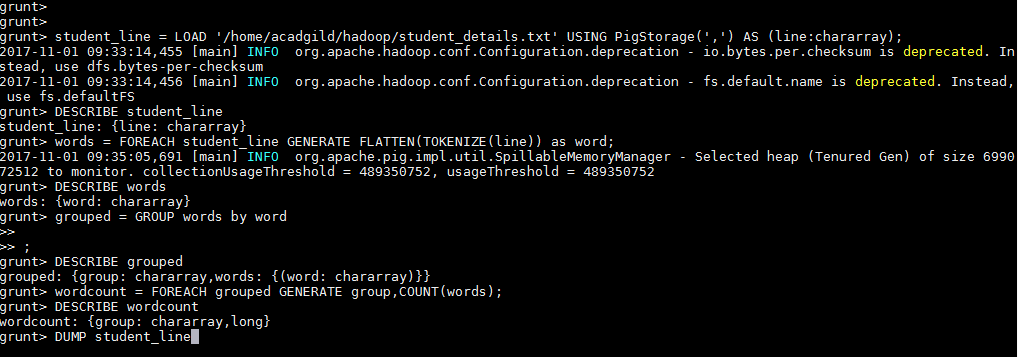 grunt>
grunt>
grunt> student_line = LOAD '/home/acadgild/hadoop/student_details.txt' USING PigStorage(',') AS (line:chararray);
2017-11-01 09:33:14,455 [main] INFO  org.apache.hadoop.conf.Configuration.deprecation - io.bytes.per.checksum is deprecated. In
stead, use dfs.bytes-per-checksum
2017-11-01 09:33:14,456 [main] INFO  org.apache.hadoop.conf.Configuration.deprecation - fs.default.name is deprecated. Instead,
 use fs.defaultFS
grunt> DESCRIBE student_line
student_line: {line: chararray}
grunt> words = FOREACH student_line GENERATE FLATTEN(TOKENIZE(line)) as word;
2017-11-01 09:35:05,691 [main] INFO  org.apache.pig.impl.util.SpillableMemoryManager - Selected heap (Tenured Gen) of size 6990
72512 to monitor. collectionUsageThreshold = 489350752, usageThreshold = 489350752
grunt> DESCRIBE words
words: {word: chararray}
grunt> grouped = GROUP words by word
>>
>> ;
grunt> DESCRIBE grouped
grouped: {group: chararray,words: {(word: chararray)}}
grunt> wordcount = FOREACH grouped GENERATE group,COUNT(words);
grunt> DESCRIBE wordcount
wordcount: {group: chararray,long}
grunt> DUMP student_line